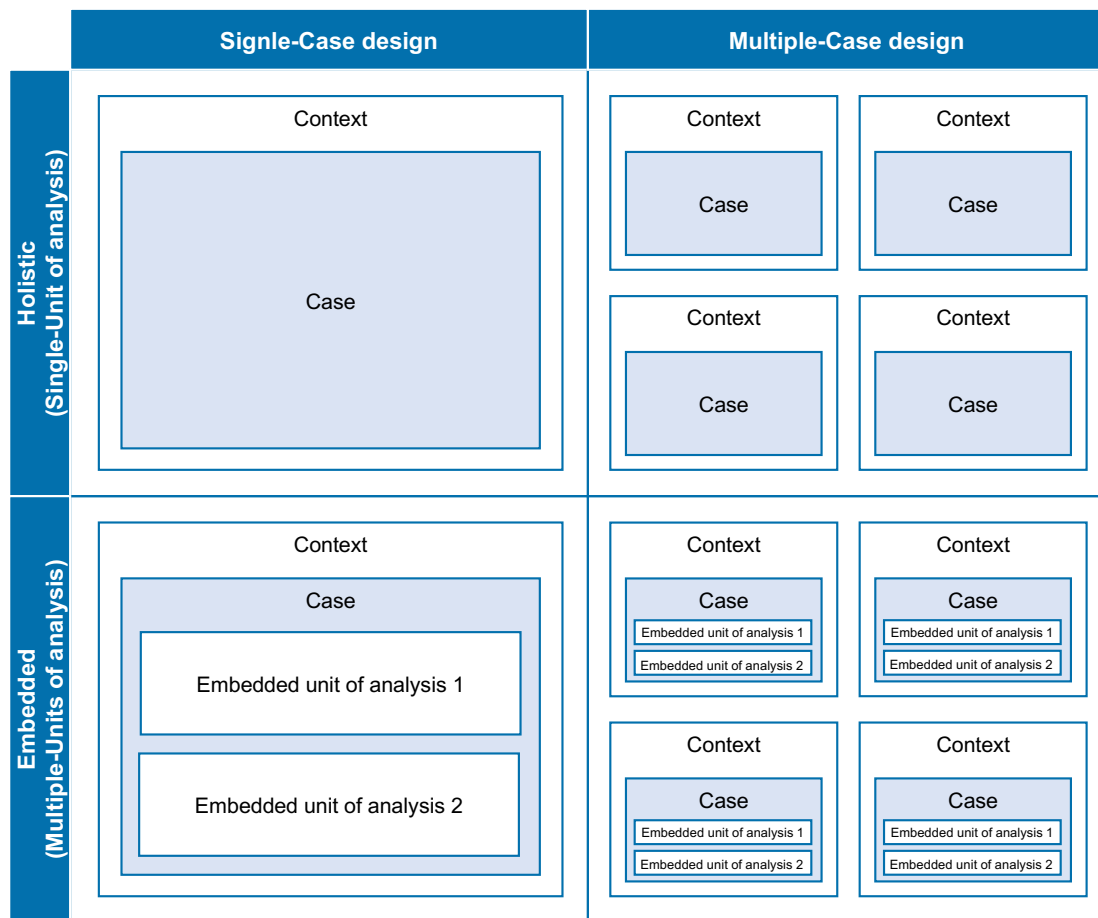 Signle-Case design
Multiple-Case design
Holistic
(Single-Unit of analysis)
Context
Case
Context
Case
Context
Case
Context
Case
Context
Case
Embedded
(Multiple-Units of analysis)
Context
Case
Embedded unit of analysis 1
Embedded unit of analysis 2
Context
Case
Embedded unit of analysis 1
Embedded unit of analysis 2
Context
Case
Embedded unit of analysis 1
Embedded unit of analysis 2
Context
Case
Embedded unit of analysis 1
Embedded unit of analysis 2
Context
Case
Embedded unit of analysis 1
Embedded unit of analysis 2